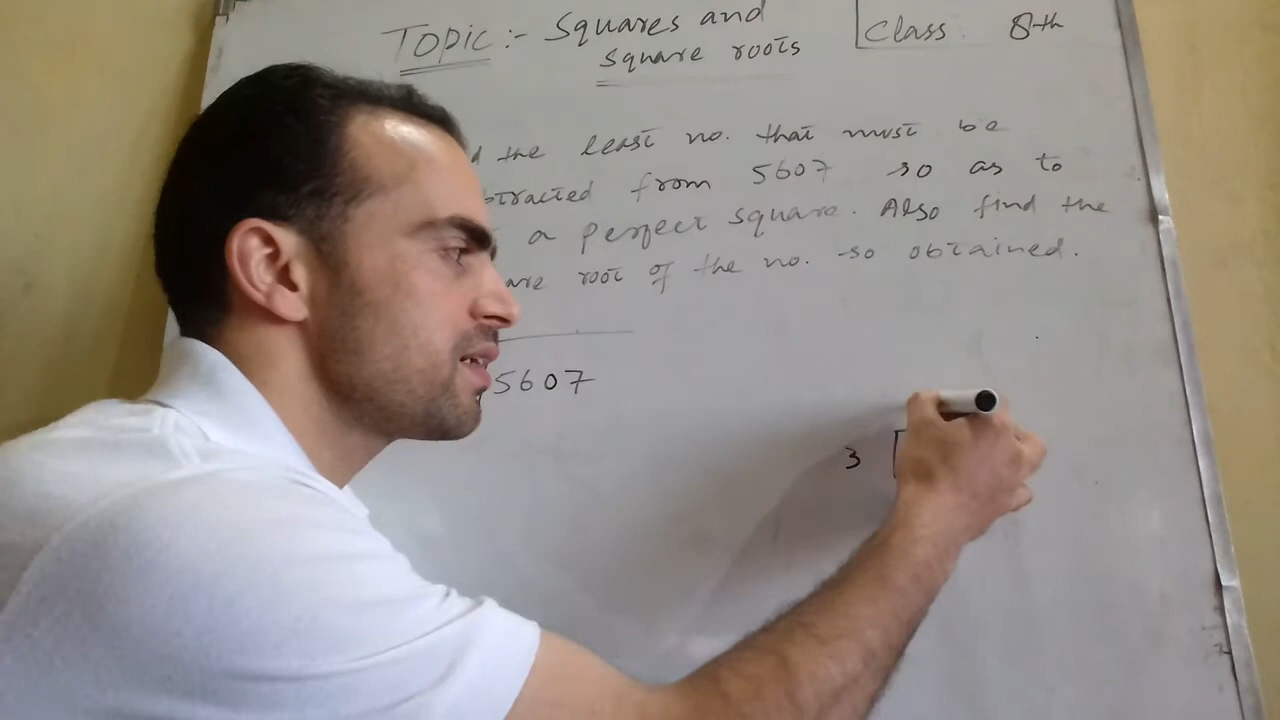 TOPIC :- Squares and
square roots
Class 8th
the least no. that must be
from 5607 so as to
a perfect square. Also find the
root of the no. so obtained.
5607
3